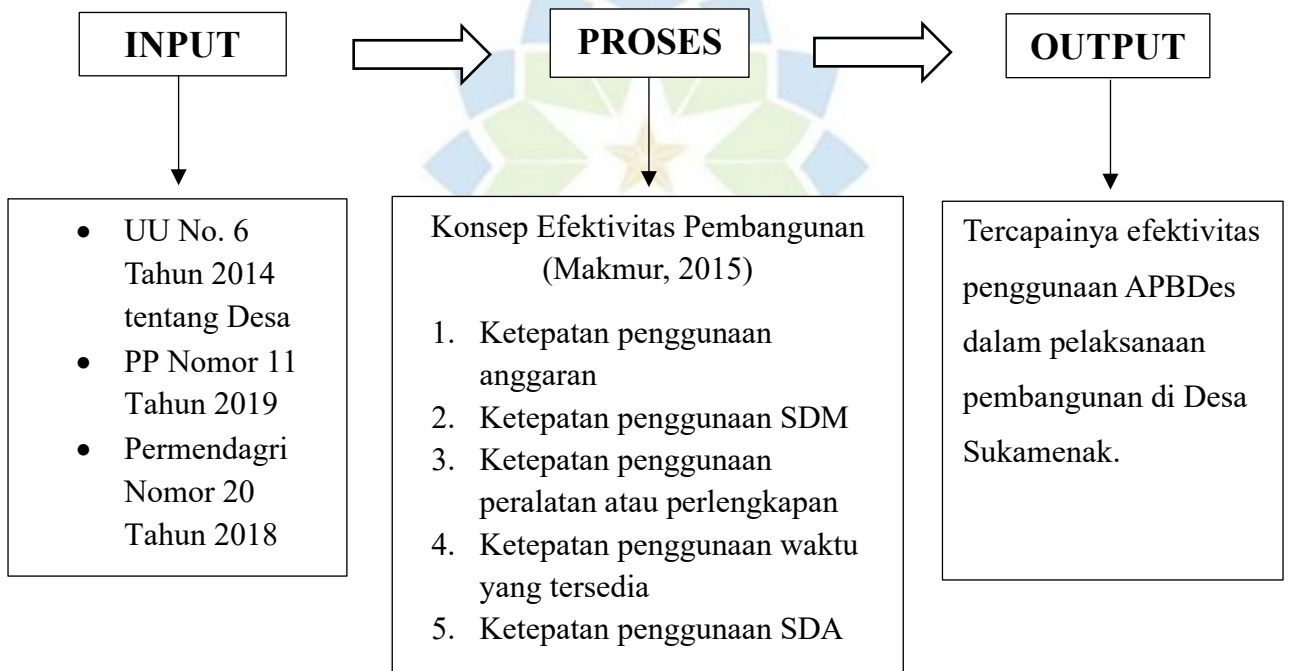 INPUT
PROSES
OUTPUT
• UU No. 6
Tahun 2014
tentang Desa
• PP Nomor 11
Tahun 2019
• Permendagri
Nomor 20
Tahun 2018
Konsep Efektivitas Pembangunan
(Makmur, 2015)
1. Ketepatan penggunaan
anggaran
2. Ketepatan penggunaan SDM
3. Ketepatan penggunaan
peralatan atau perlengkapan
4. Ketepatan penggunaan waktu
yang tersedia
5. Ketepatan penggunaan SDA
Tercapainya efektivitas
penggunaan APBDes
dalam pelaksanaan
pembangunan di Desa
Sukamenak.